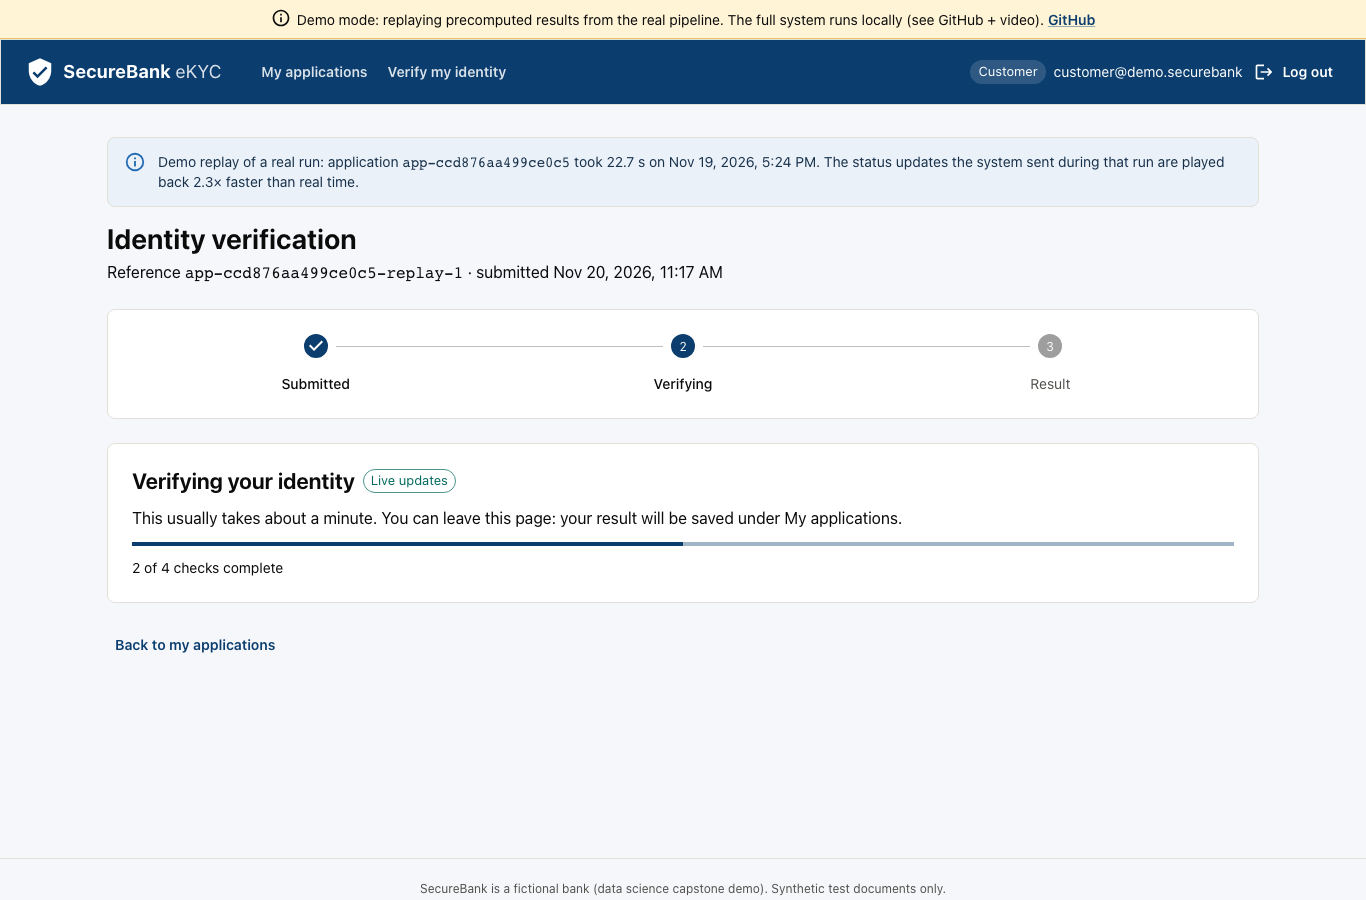 Demo mode: replaying precomputed results from the real pipeline. The full system runs locally (see GitHub + video). GitHub
SecureBank eKYC My applications Verify my identity Customer customer@demo.securebank Log out
Demo replay of a real run: application app-ccd876aa499ce0c5 took 22.7 s on Nov 19, 2026, 5:24 PM. The status updates the system sent during that run are played
back 2.3× faster than real time.
Identity verification
Reference app-ccd876aa499ce0c5-replay-1 · submitted Nov 20, 2026, 11:17 AM
2 3
Submitted Verifying Result
Verifying your identity Live updates
This usually takes about a minute. You can leave this page: your result will be saved under My applications.
2 of 4 checks complete
Back to my applications
SecureBank is a fictional bank (data science capstone demo). Synthetic test documents only.